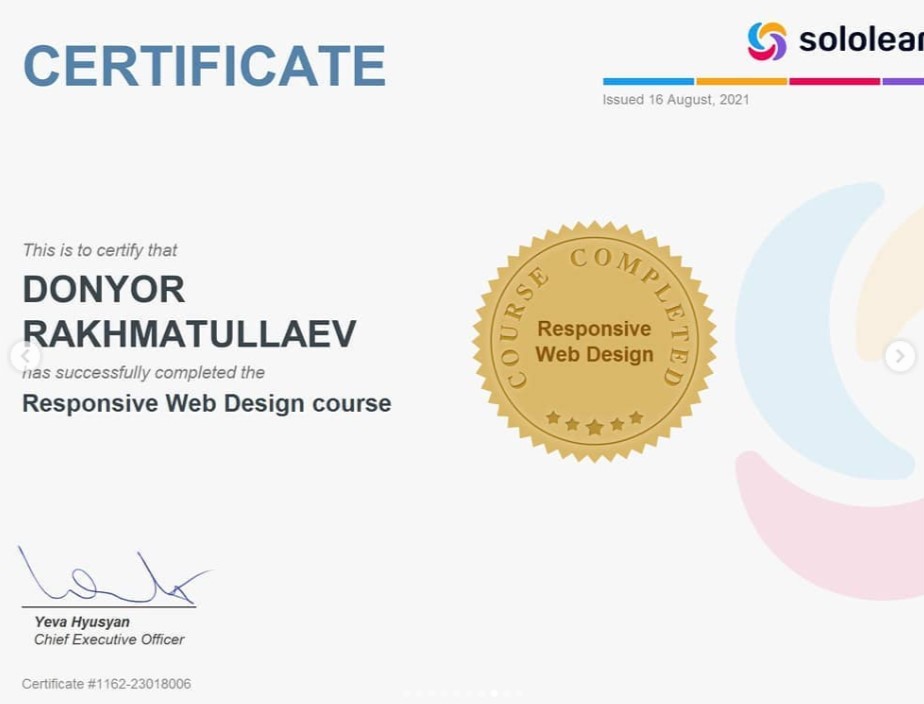 CERTIFICATE
sololear
Issued 16 August, 2021
This is to certify that
DONYOR
RAKHMATULLAEV
has successfully completed the
Responsive Web Design course
COURSE COMPLETED
Responsive
Web Design
Yeva Hyusyan
Chief Executive Officer
Certificate #1162-23018006